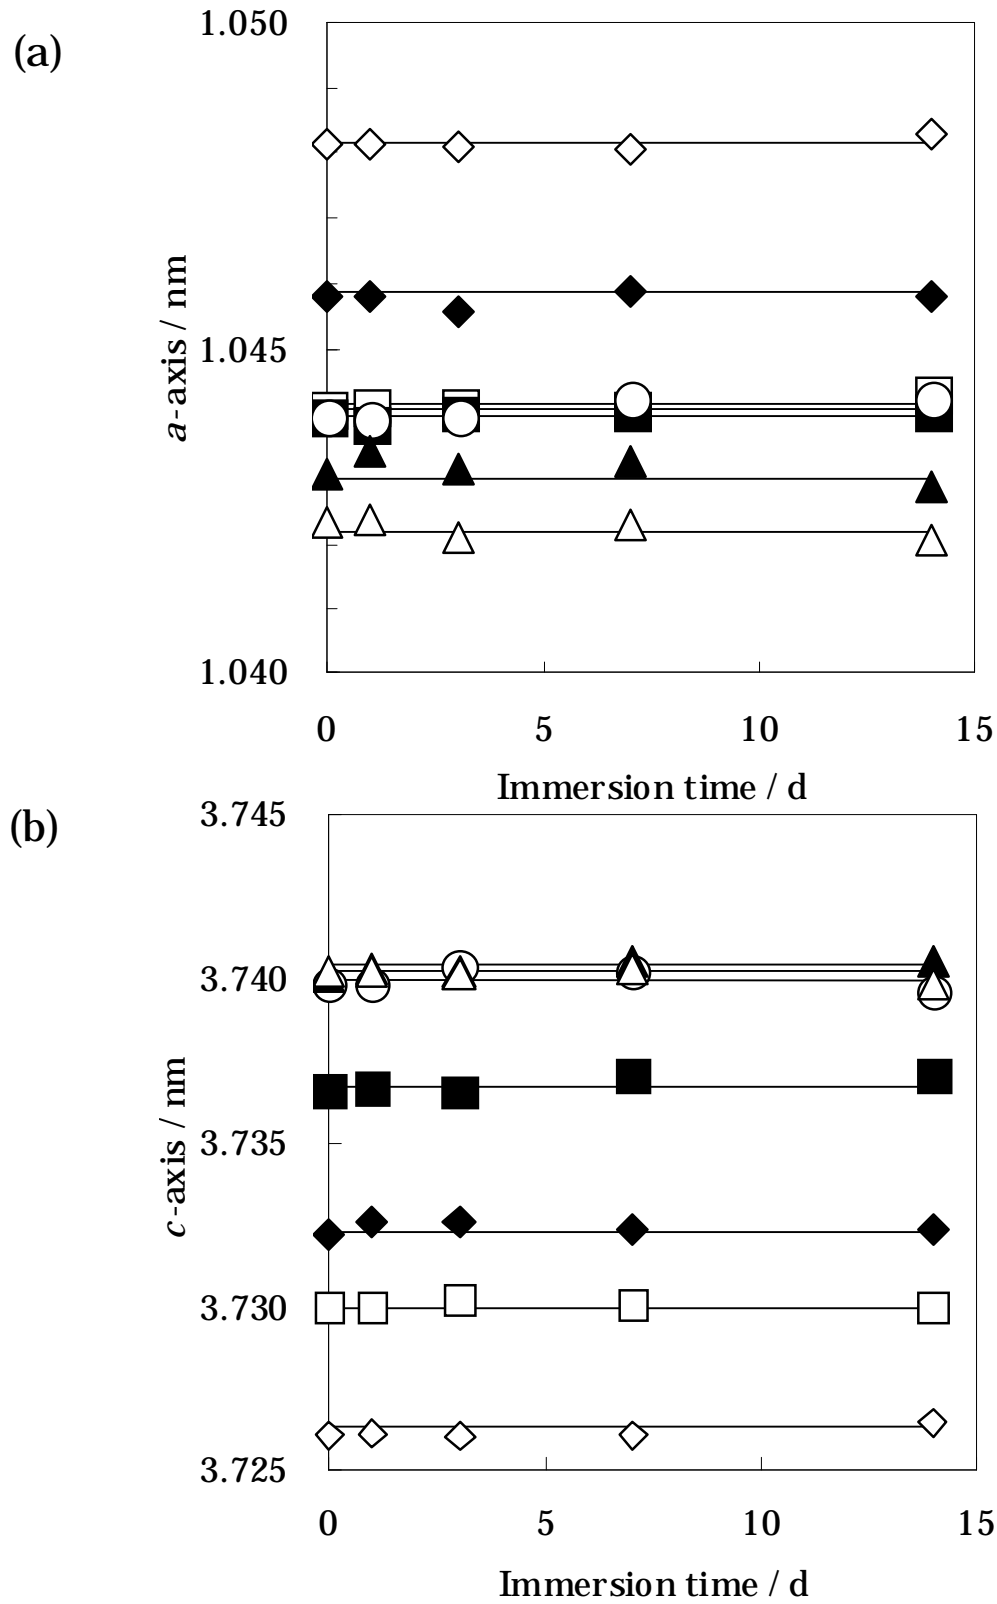 (a)
1.050
1.045
1.040
a-axis / nm
0 5 10 15
Immersion time / d
(b)
3.745
3.740
3.735
3.730
3.725
c-axis / nm
0 5 10 15
Immersion time / d